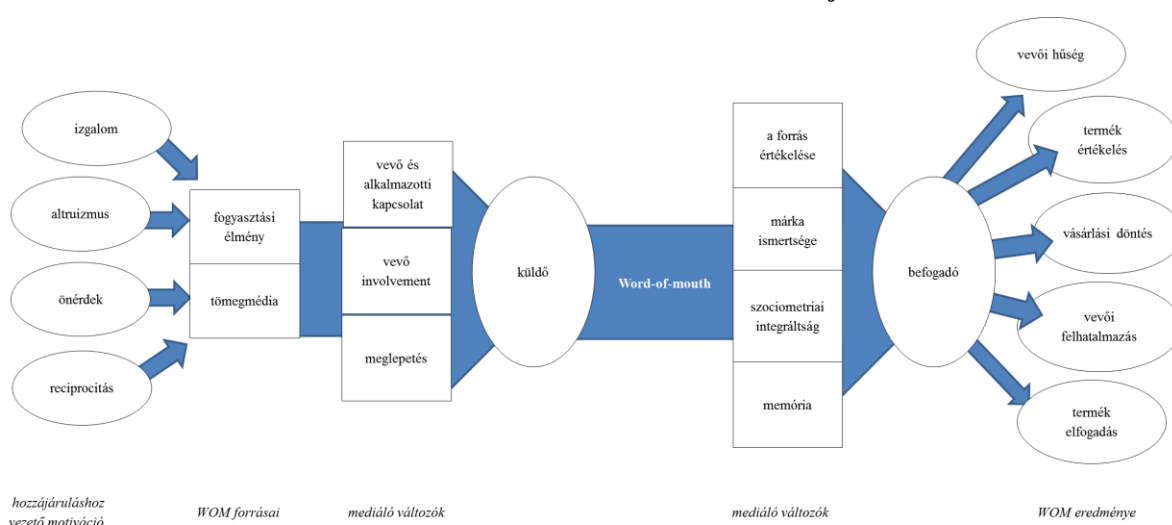 izgalom
altruizmus
önérdek
reciprocitás
fogyasztási
élmény
tömegmédia
vevő és
alkalmazotti
kapcsolat
vevő
involvement
meglepetés
küldő
Word-of-mouth
a forrás
értékelése
márka
ismertsége
szociometriai
integráltság
memória
befogadó
vevői hűség
termék
értékelés
vásárlási döntés
vevői
felhatalmazás
termék
elfogadás
hozzájáruláshoz
vezető motiváció
WOM forrásai
mediáló változók
mediáló változók
WOM eredménye